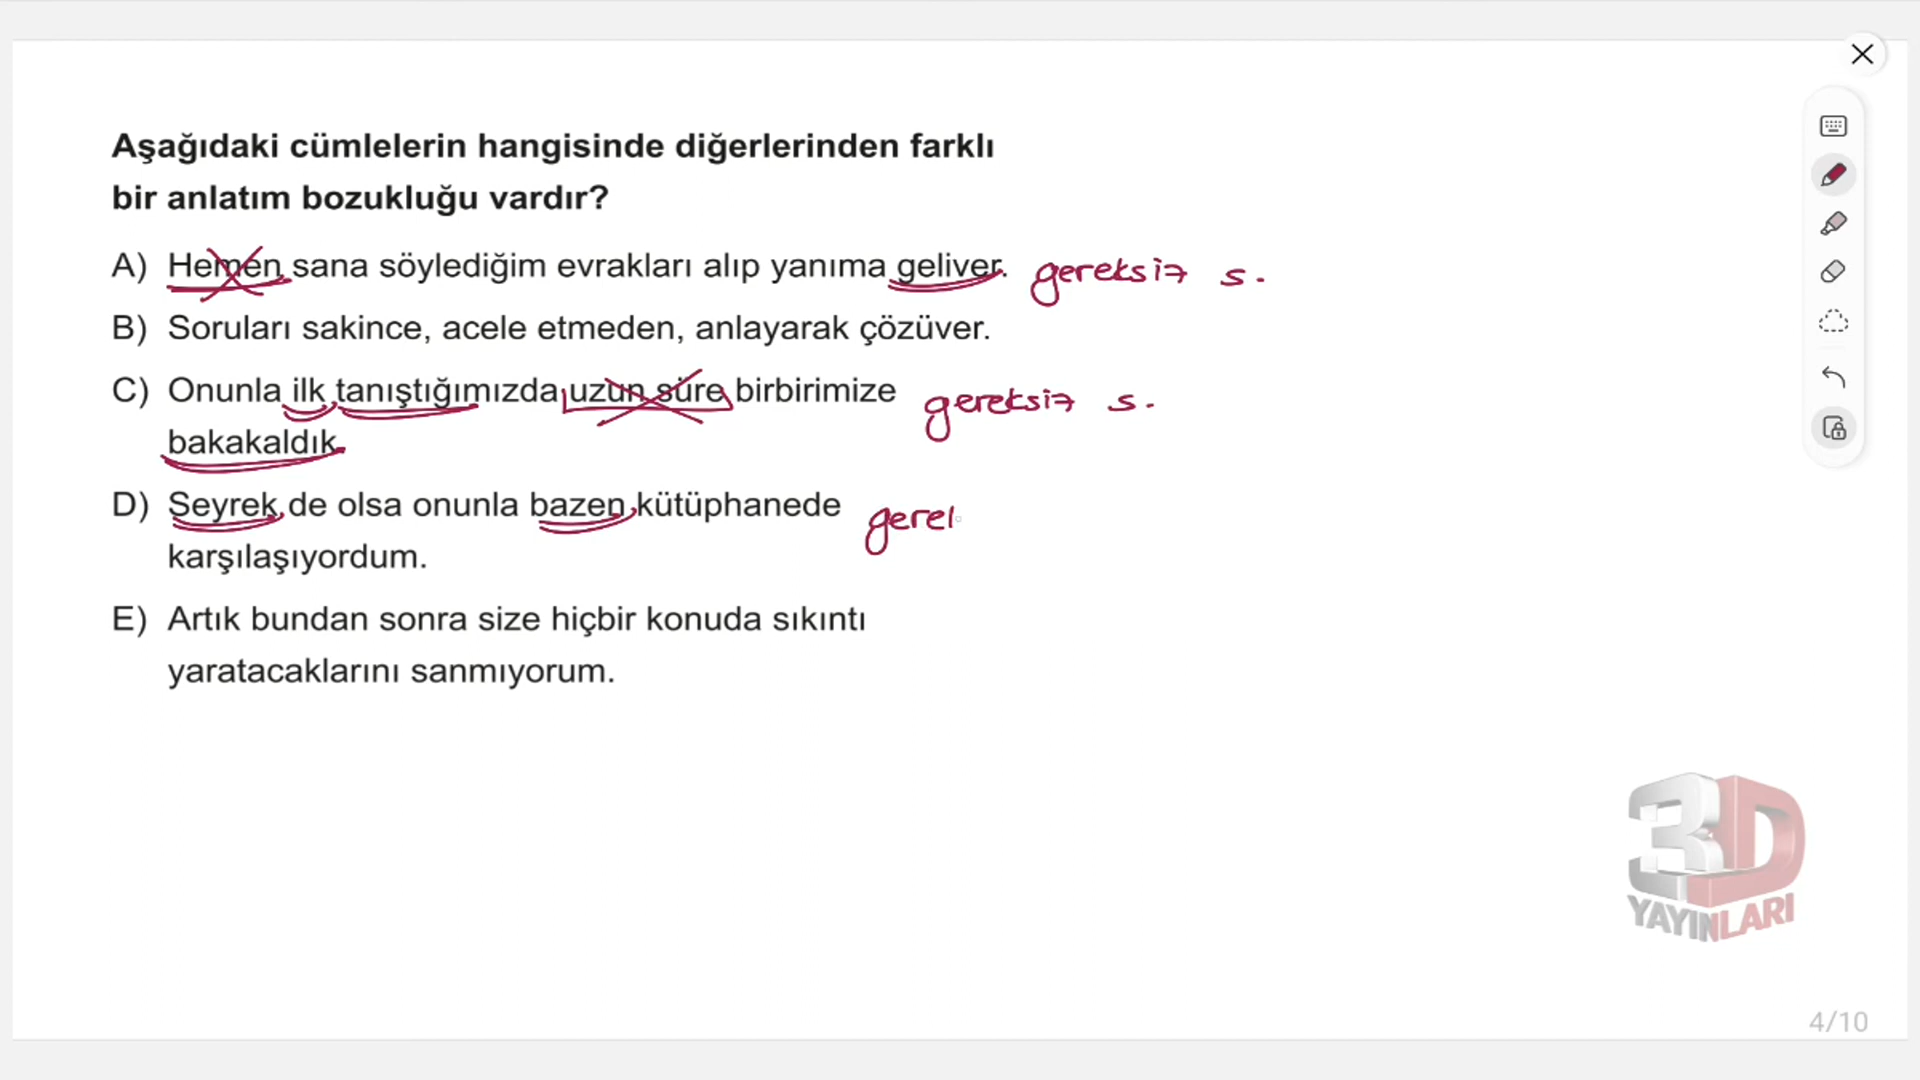 Aşağıdaki cümlelerin hangisinde diğerlerinden farklı
bir anlatım bozukluğu vardır?
A) Hemen sana söylediğim evrakları alıp yanıma geliver. gereksiz s.
B) Soruları sakince, acele etmeden, anlayarak çözüver.
C) Onunla ilk tanıştığımızda uzun süre birbirimize gereksiz s.
bakakaldık.
D) Seyrek de olsa onunla bazen kütüphanede gerel
karşılaşıyordum.
E) Artık bundan sonra size hiçbir konuda sıkıntı
yaratacaklarını sanmıyorum.
3D
YAYINLARI
4/10